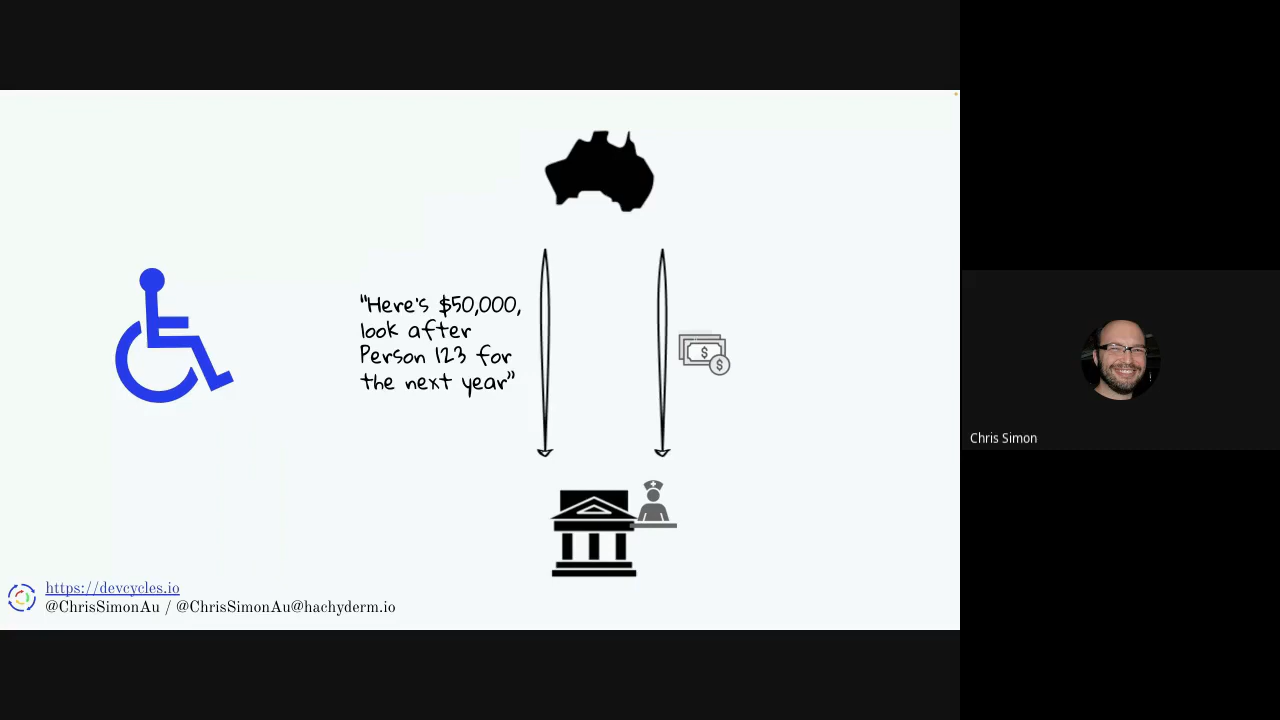 "Here's $50,000,
look after
Person 123 for
the next year"
https://devcycles.io
@ChrisSimonAu / @ChrisSimonAu@hachyderm.io
Chris Simon